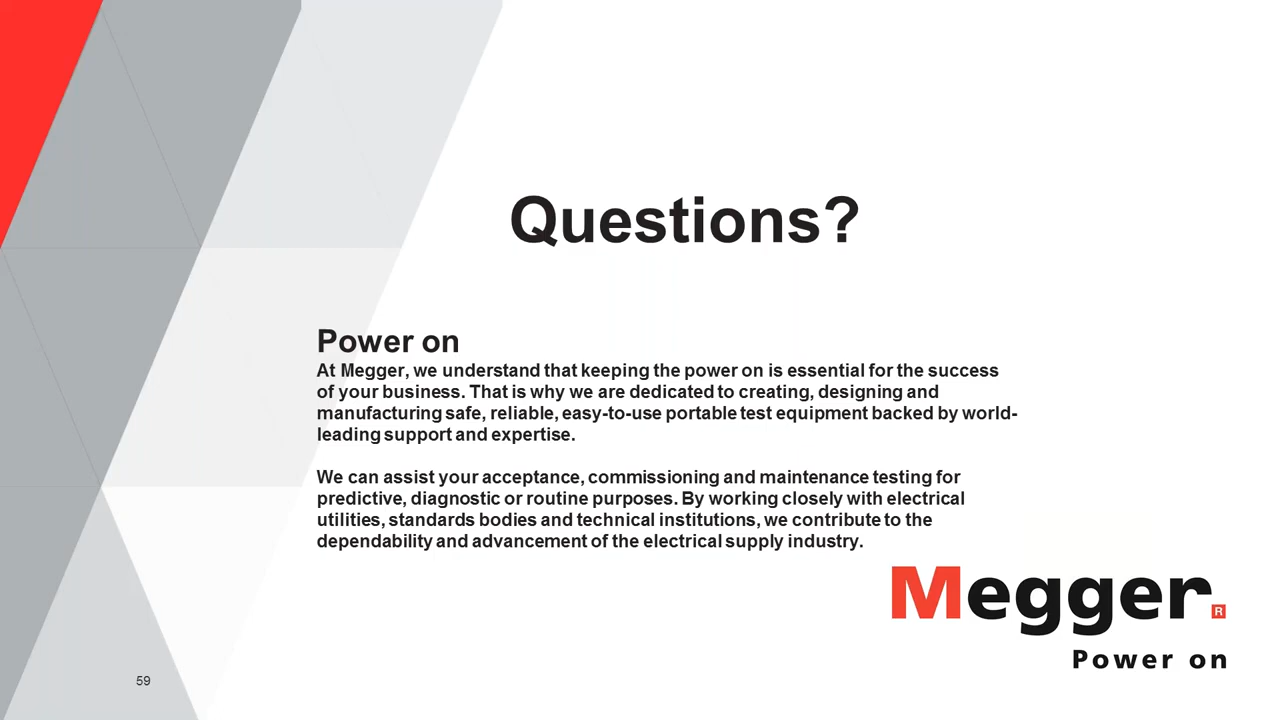 Questions?
Power on
At Megger, we understand that keeping the power on is essential for the success
of your business. That is why we are dedicated to creating, designing and
manufacturing safe, reliable, easy-to-use portable test equipment backed by world-
leading support and expertise.
We can assist your acceptance, commissioning and maintenance testing for
predictive, diagnostic or routine purposes. By working closely with electrical
utilities, standards bodies and technical institutions, we contribute to the
dependability and advancement of the electrical supply industry.
Megger.
R
Power on
59